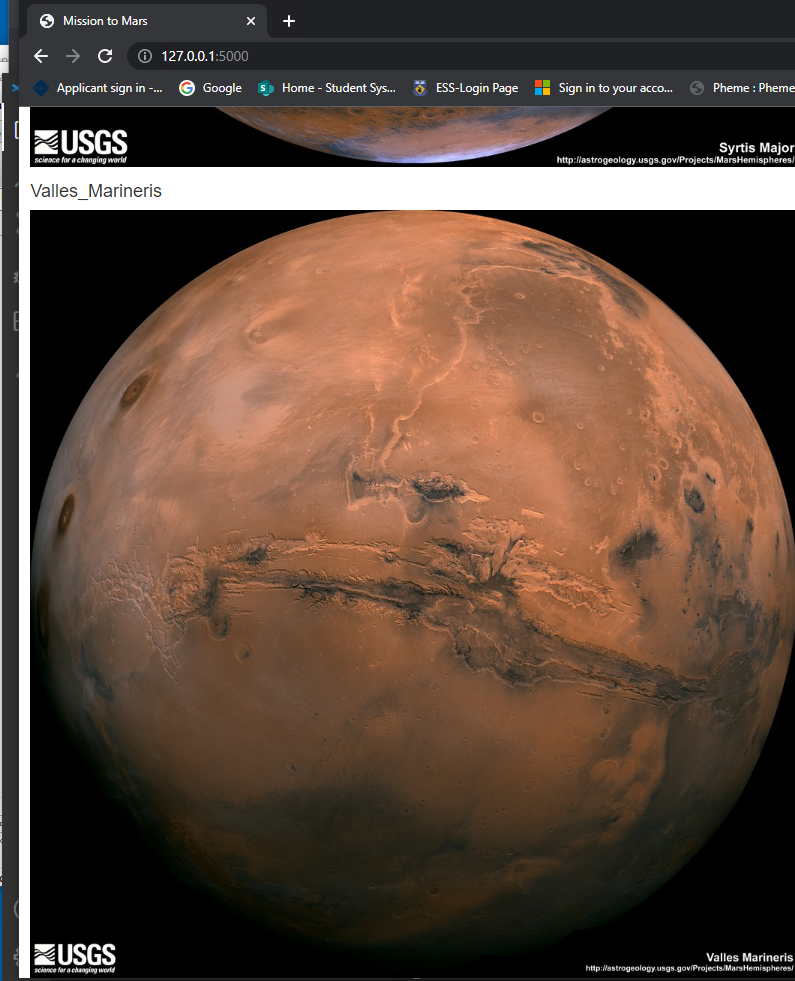 Mission to Mars
127.0.0.1:5000
Applicant sign in -...
Google
Home - Student Sys...
ESS-Login Page
Sign in to your acco...
Pheme : Pheme
USGS
science for a changing world
Syrtis Major
http://astrogeology.usgs.gov/Projects/MarsHemispheres/
Valles_Marineris
USGS
science for a changing world
Valles Marineris
http://astrogeology.usgs.gov/Projects/MarsHemispheres/